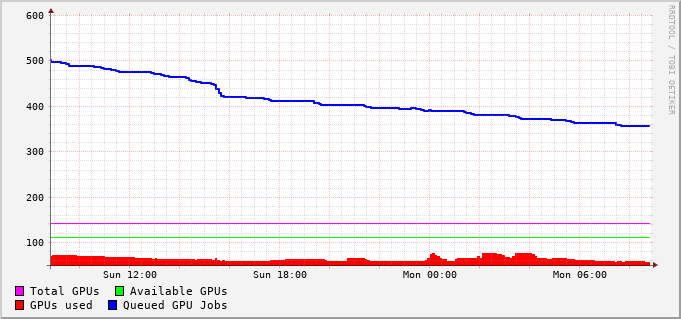 600
500
400
300
200
100
Sun 12:00 Sun 18:00 Mon 00:00 Mon 06:00
Total GPUs Available GPUs
GPUs used Queued GPU Jobs
RRDTOOL / TOBI OETIKER